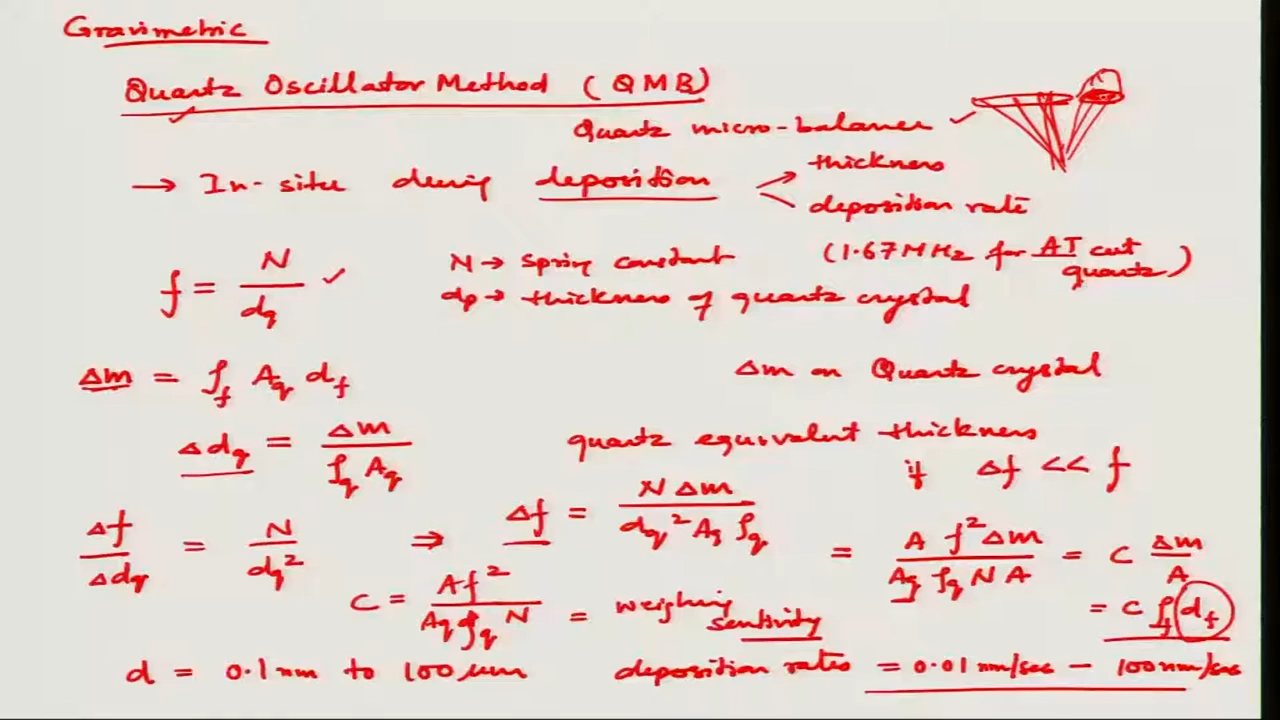 Gravimetric
Quartz Oscillator Method (QMB)
Quartz micro-balance
→ In-situ during deposition
thickness
deposition rate
f = N / dq
N → spring constant (1.67 MHz for AT cut quartz)
dq → thickness of quartz crystal
Δm = ρf Aq df
Δm on Quartz crystal
Δdq = Δm / ρq Aq
quartz equivalent thickness
if Δf << f
Δf / Δdq = N / dq² ⇒ Δf = N Δm / dq² Aq ρq = A f² Δm / Aq ρq N A = C Δm / A
= C ρf df
C = A f² / Aq ρq N = weighing sentivity
d = 0.1 nm to 100 μm deposition rates = 0.01 nm/sec – 100 nm/sec